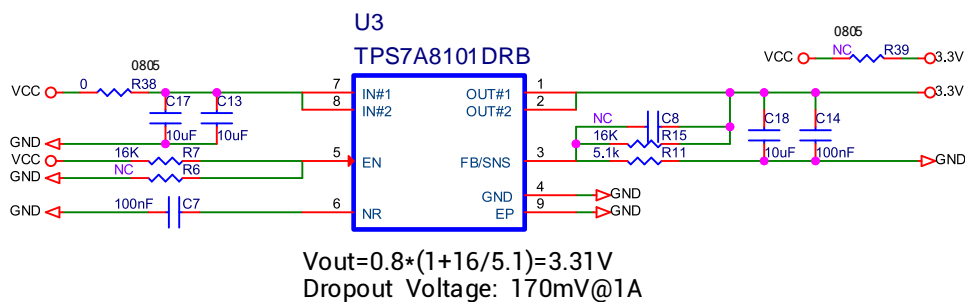 U3
TPS7A8101DRB
0805
VCC NC R39 3.3V
0805
VCC 0 R38 7 IN#1 OUT#1 1 3.3V
8 IN#2 OUT#2 2
C17 C13
10uF 10uF
GND
NC C8
16K R15
C18 C14
10uF 100nF
VCC 16K R7 5 EN FB/SNS 3 5.1k R11 GND
GND NC R6
GND 4 GND
GND 100nF C7 6 NR EP 9 GND
Vout=0.8*(1+16/5.1)=3.31V
Dropout Voltage: 170mV@1A